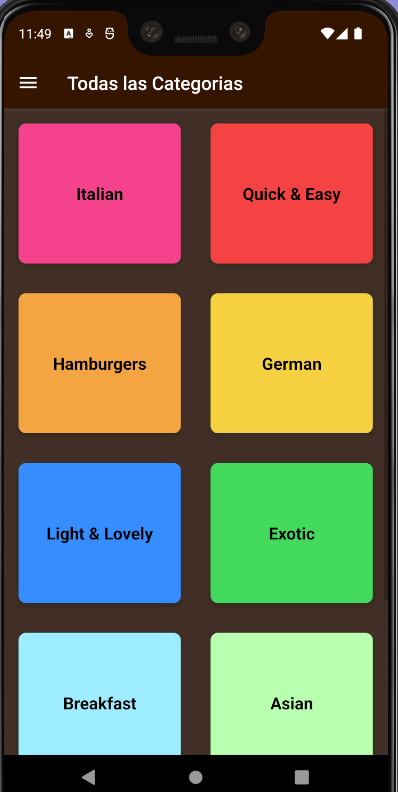 11:49
Todas las Categorias
Italian
Quick & Easy
Hamburgers
German
Light & Lovely
Exotic
Breakfast
Asian